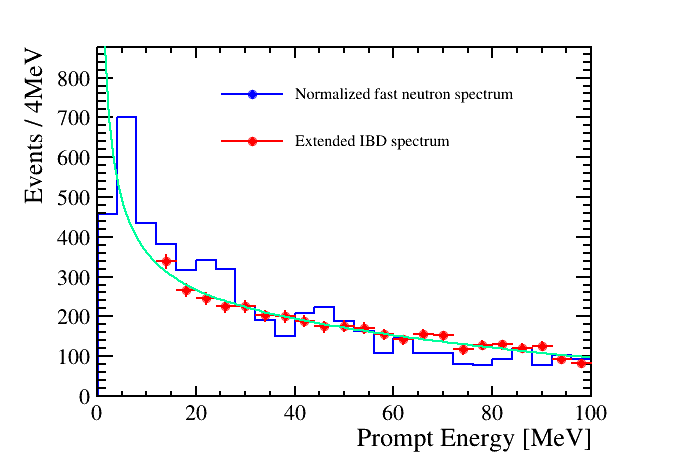 Events / 4MeV
800
700
600
500
400
300
200
100
0
Normalized fast neutron spectrum
Extended IBD spectrum
0 20 40 60 80 100
Prompt Energy [MeV]